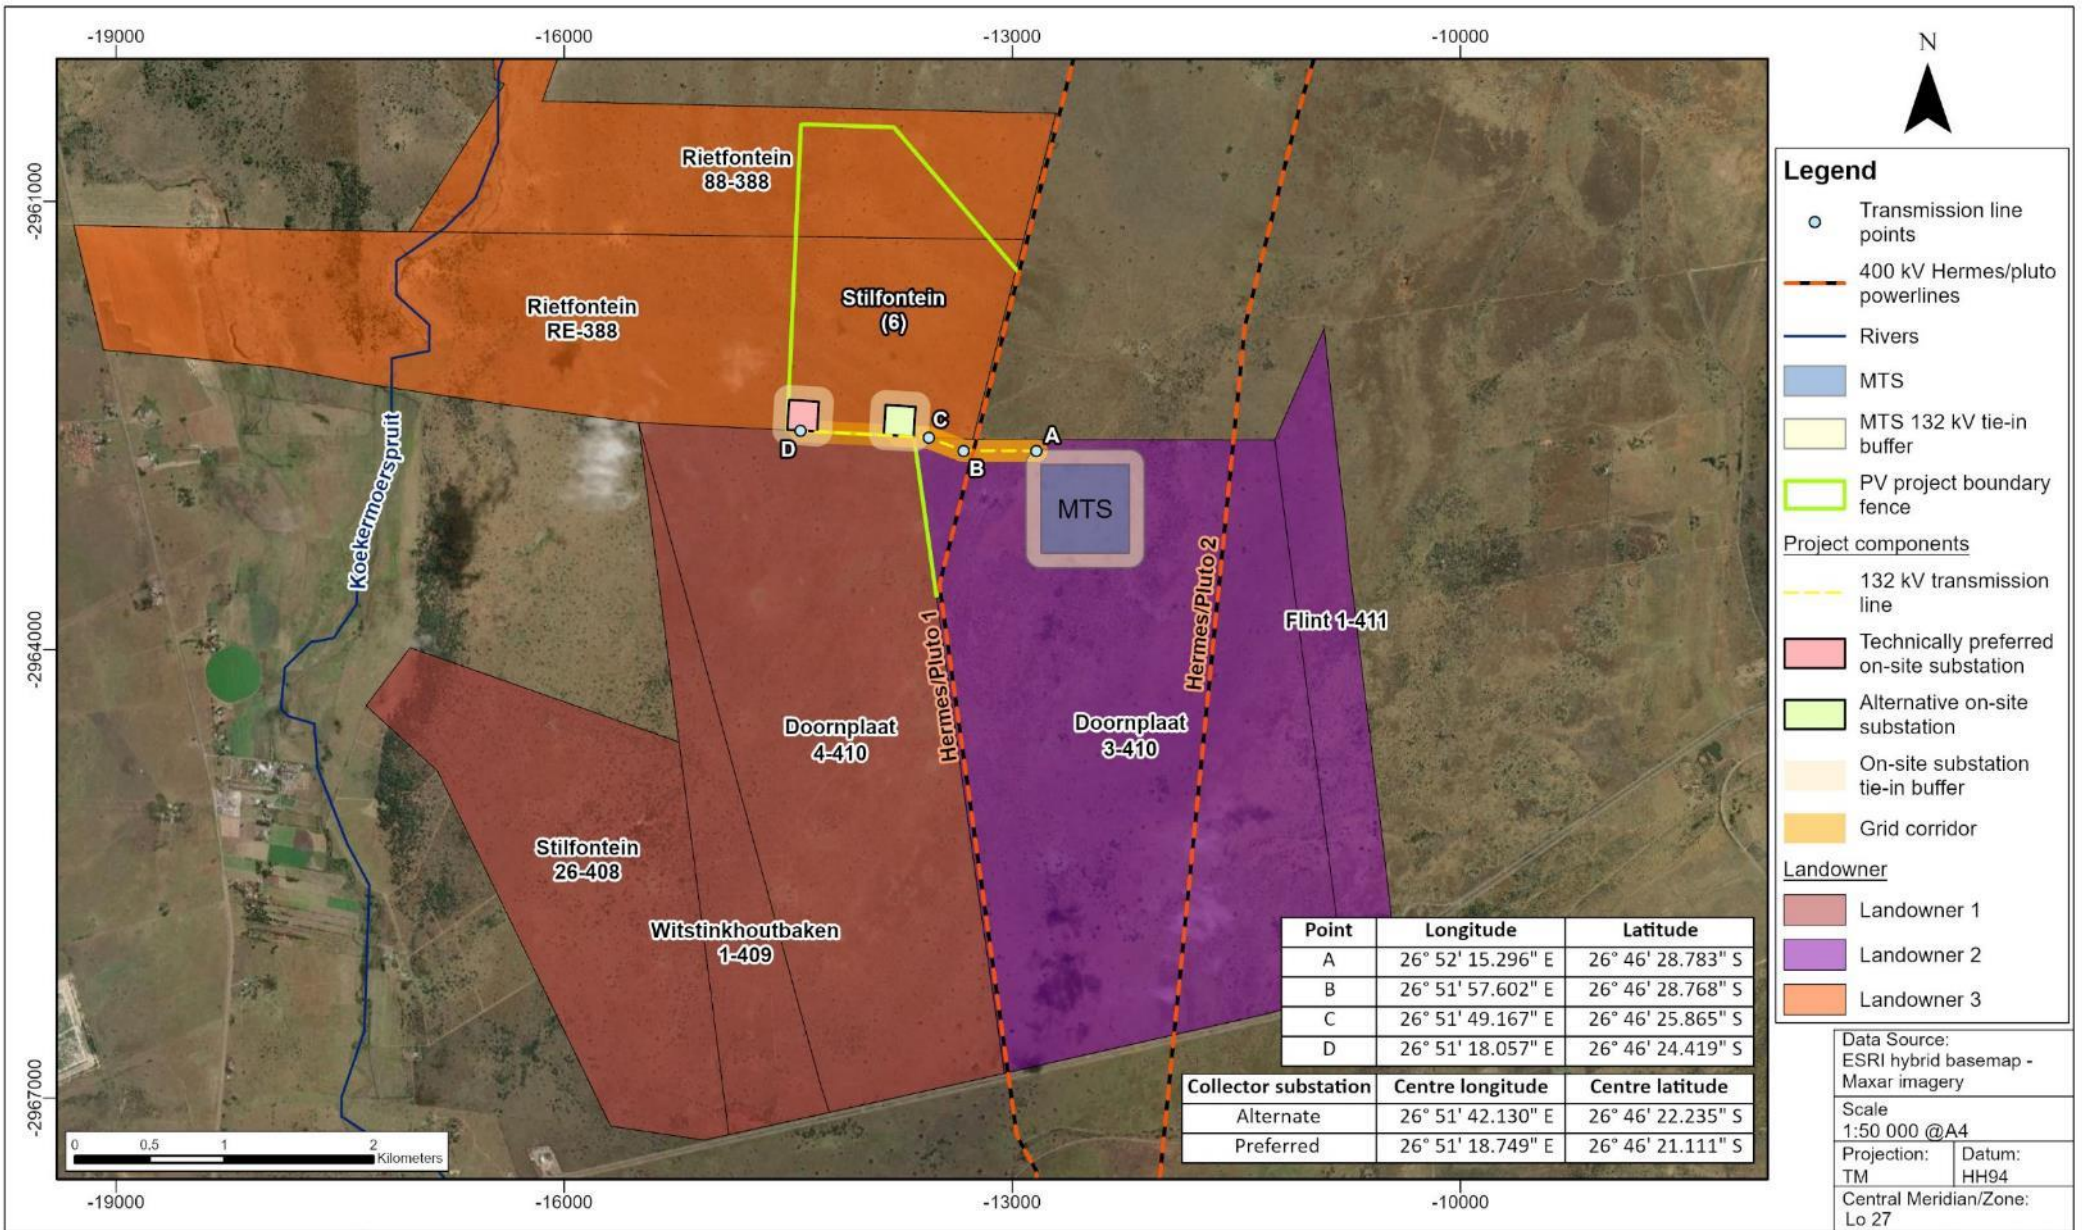 -19000
-16000
-13000
-10000
N
-2961000
-2964000
-2967000
Rietfontein
88-388
Rietfontein
RE-388
Stilfontein
(6)
Koekermoerspruit
D
C
B
A
MTS
Hermes/Pluto 1
Hermes/Pluto 2
Flint 1-411
Doornplaat
4-410
Doornplaat
3-410
Stilfontein
26-408
Witstinkhoutbaken
1-409
Point Longitude Latitude
A 26° 52' 15.296" E 26° 46' 28.783" S
B 26° 51' 57.602" E 26° 46' 28.768" S
C 26° 51' 49.167" E 26° 46' 25.865" S
D 26° 51' 18.057" E 26° 46' 24.419" S
Collector substation Centre longitude Centre latitude
Alternate 26° 51' 42.130" E 26° 46' 22.235" S
Preferred 26° 51' 18.749" E 26° 46' 21.111" S
0 0.5 1 2
Kilometers
-19000
-16000
-13000
-10000
Legend
Transmission line
points
400 kV Hermes/pluto
powerlines
Rivers
MTS
MTS 132 kV tie-in
buffer
PV project boundary
fence
Project components
132 kV transmission
line
Technically preferred
on-site substation
Alternative on-site
substation
On-site substation
tie-in buffer
Grid corridor
Landowner
Landowner 1
Landowner 2
Landowner 3
Data Source:
ESRI hybrid basemap -
Maxar imagery
Scale
1:50 000 @A4
Projection:
TM
Datum:
HH94
Central Meridian/Zone:
Lo 27